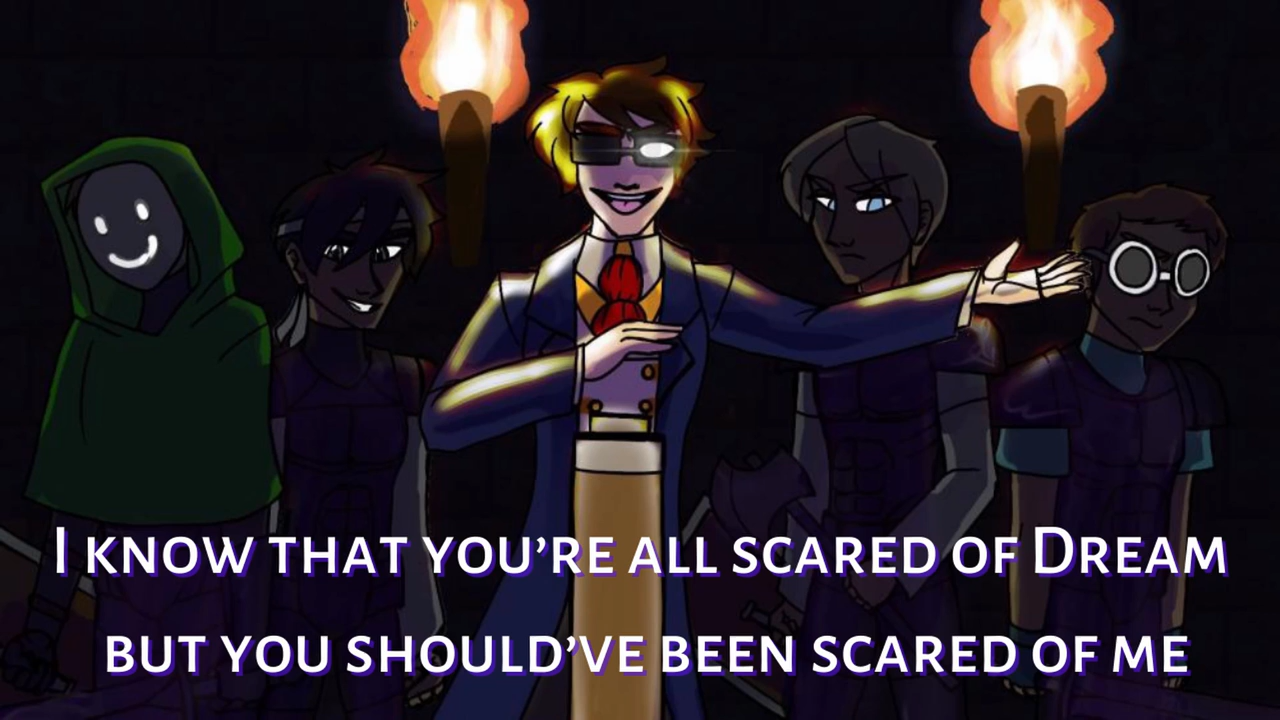 I know that you’re all scared of Dream
but you should’ve been scared of me